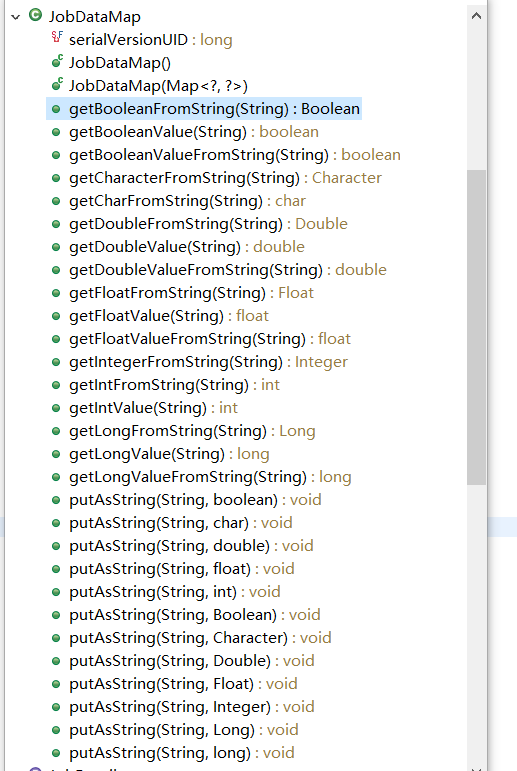 JobDataMap
serialVersionUID : long
JobDataMap()
JobDataMap(Map<?, ?>)
getBooleanFromString(String) : Boolean
getBooleanValue(String) : boolean
getBooleanValueFromString(String) : boolean
getCharacterFromString(String) : Character
getCharFromString(String) : char
getDoubleFromString(String) : Double
getDoubleValue(String) : double
getDoubleValueFromString(String) : double
getFloatFromString(String) : Float
getFloatValue(String) : float
getFloatValueFromString(String) : float
getIntegerFromString(String) : Integer
getIntFromString(String) : int
getIntValue(String) : int
getLongFromString(String) : Long
getLongValue(String) : long
getLongValueFromString(String) : long
putAsString(String, boolean) : void
putAsString(String, char) : void
putAsString(String, double) : void
putAsString(String, float) : void
putAsString(String, int) : void
putAsString(String, Boolean) : void
putAsString(String, Character) : void
putAsString(String, Double) : void
putAsString(String, Float) : void
putAsString(String, Integer) : void
putAsString(String, Long) : void
putAsString(String, long) : void